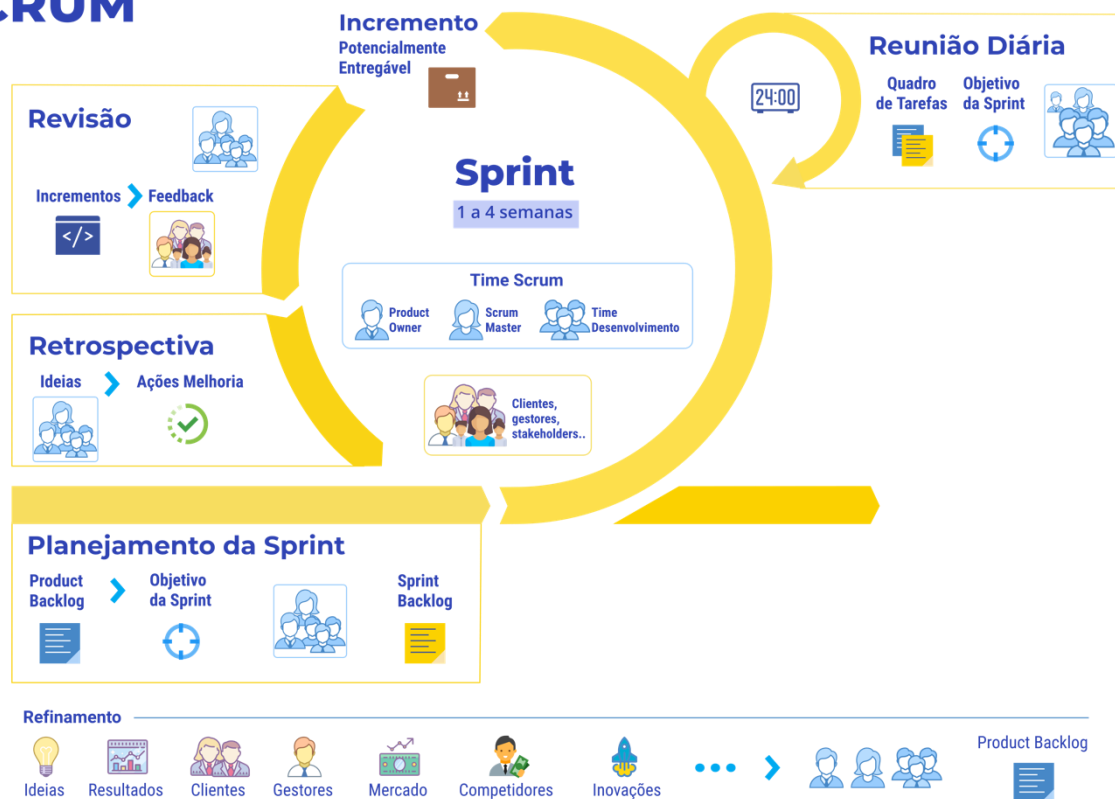 SCRUM
Incremento
Potencialmente
Entregável
Reunião Diária
Quadro
de Tarefas
Objetivo
da Sprint
24:00
Revisão
Incrementos
Feedback
</>
Sprint
1 a 4 semanas
Time Scrum
Product
Owner
Scrum
Master
Time
Desenvolvimento
Retrospectiva
Ideias
Ações Melhoria
Clientes,
gestores,
stakeholders..
Planejamento da Sprint
Product
Backlog
Objetivo
da Sprint
Sprint
Backlog
Refinamento
Product Backlog
Ideias
Resultados
Clientes
Gestores
Mercado
Competidores
Inovações